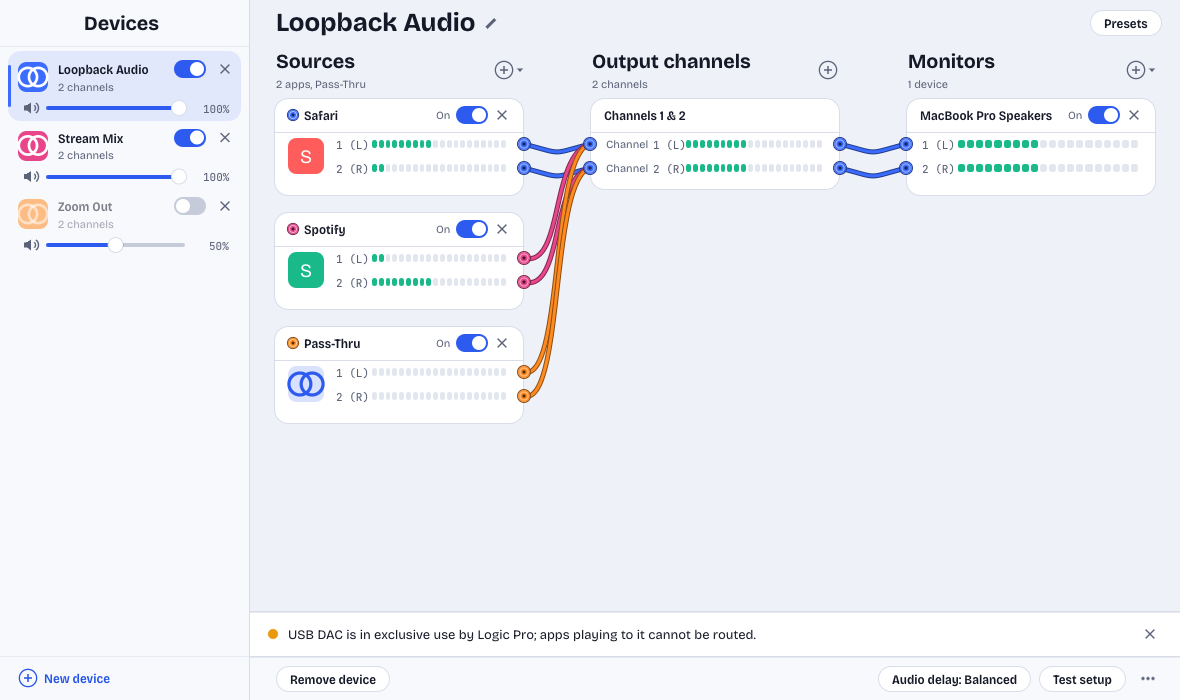 Devices
Loopback Audio
2 channels
100%
Stream Mix
2 channels
100%
Zoom Out
2 channels
50%
New device
Loopback Audio
Presets
Sources
2 apps, Pass-Thru
Output channels
2 channels
Monitors
1 device
Safari
On
S
1 (L)
2 (R)
Spotify
On
S
1 (L)
2 (R)
Pass-Thru
On
1 (L)
2 (R)
Channels 1 & 2
Channel 1 (L)
Channel 2 (R)
MacBook Pro Speakers
On
1 (L)
2 (R)
USB DAC is in exclusive use by Logic Pro; apps playing to it cannot be routed.
Remove device
Audio delay: Balanced
Test setup